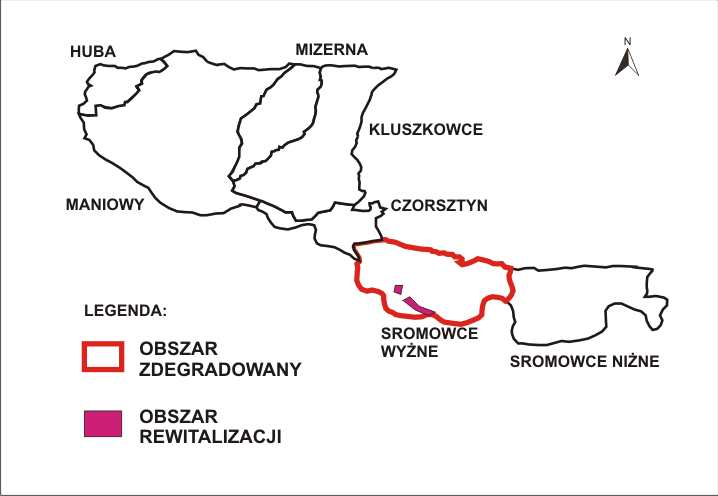 HUBA
MIZERNA
N
KLUSZKOWCE
MANIOWY
CZORSZTYN
LEGENDA:
SROMOWCE
WYŻNE
SROMOWCE NIŻNE
OBSZAR
ZDEGRADOWANY
OBSZAR
REWITALIZACJI